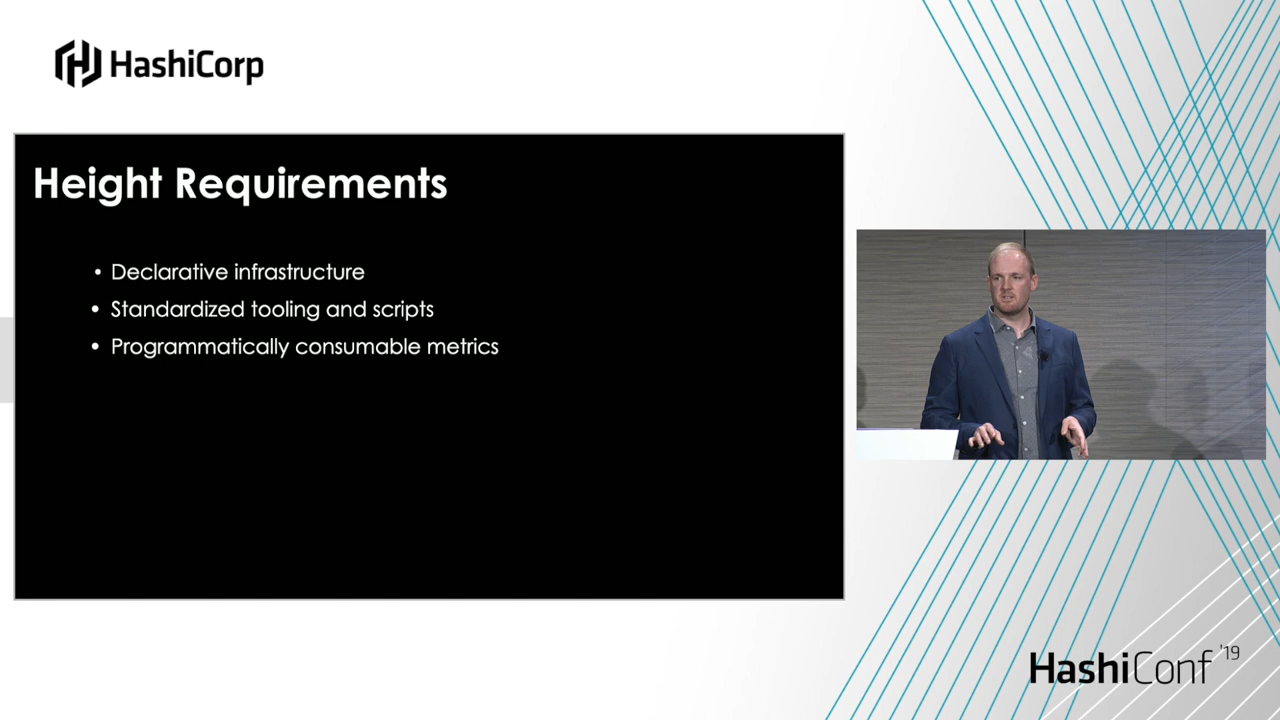 HashiCorp
Height Requirements
• Declarative infrastructure
• Standardized tooling and scripts
• Programmatically consumable metrics
HashiConf '19